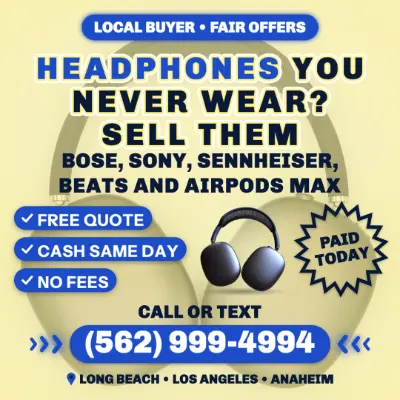 LOCAL BUYER • FAIR OFFERS
HEADPHONES YOU
NEVER WEAR?
SELL THEM
BOSE, SONY, SENNHEISER,
BEATS AND AIRPODS MAX
FREE QUOTE
CASH SAME DAY
NO FEES
PAID
TODAY
CALL OR TEXT
(562) 999-4994
LONG BEACH • LOS ANGELES • ANAHEIM